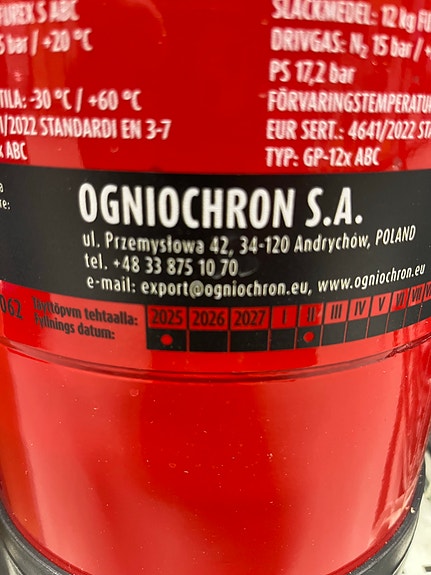 FUREX S ABC
bar / +20 °C
TILA: -30 °C / +60 °C
/2022 STANDARDI EN 3-7
x ABC
SLÄCKMEDEL: 12 kg FU
DRIVGAS: N₂ 15 bar / +
PS 17,2 bar
FÖRVARINGSTEMPERATUR
EUR SERT.: 4641/2022 STA
TYP: GP-12x ABC
OGNIOCHRON S.A.
ul. Przemysłowa 42, 34-120 Andrychów, POLAND
tel. +48 33 875 10 70
e-mail: export@ogniochron.eu, www.ogniochron.eu
062 Täyttöpvm tehtaalla: 2025 2026 2027 I II III IV V VI VII
Fyllnings datum: